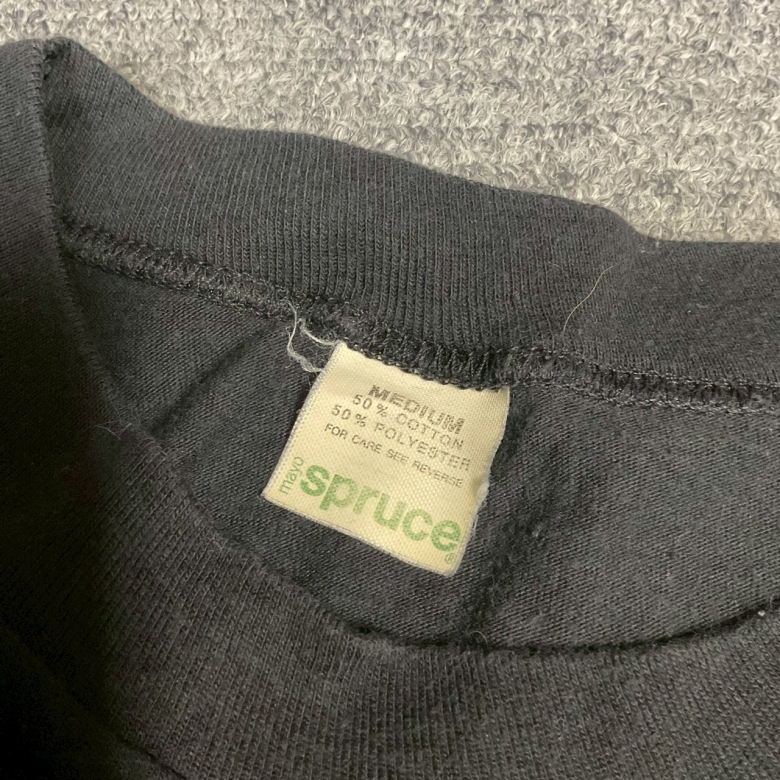 MEDIUM
50% COTTON
50% POLYESTER
FOR CARE SEE REVERSE
mayo spruce®